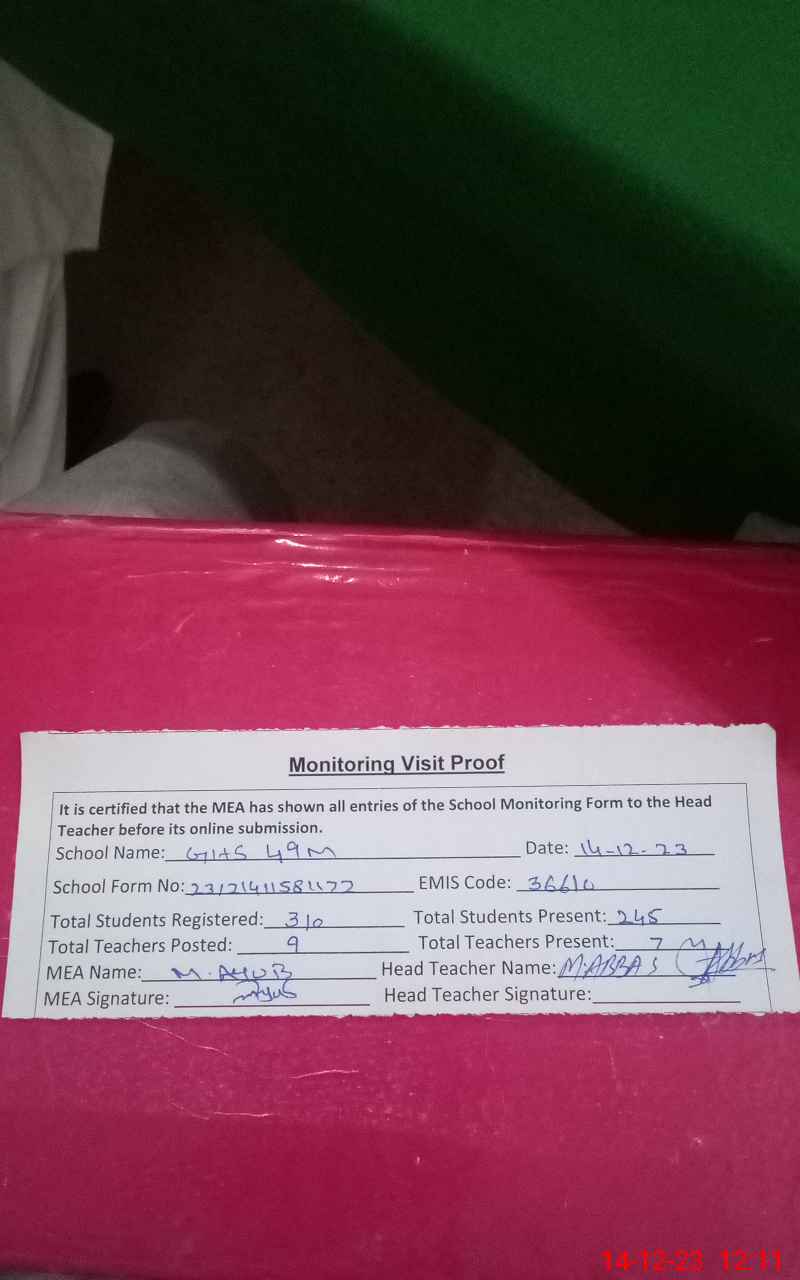 Monitoring Visit Proof
It is certified that the MEA has shown all entries of the School Monitoring Form to the Head
Teacher before its online submission.
School Name: GHS 49M Date: 14-12-23
School Form No: EMIS Code: 36610
Total Students Registered: 310 Total Students Present: 245
Total Teachers Posted: 9 Total Teachers Present: 7
MEA Name: M. AYUB Head Teacher Name: M.ABBAS
MEA Signature: Head Teacher Signature:
14-12-23 12:11